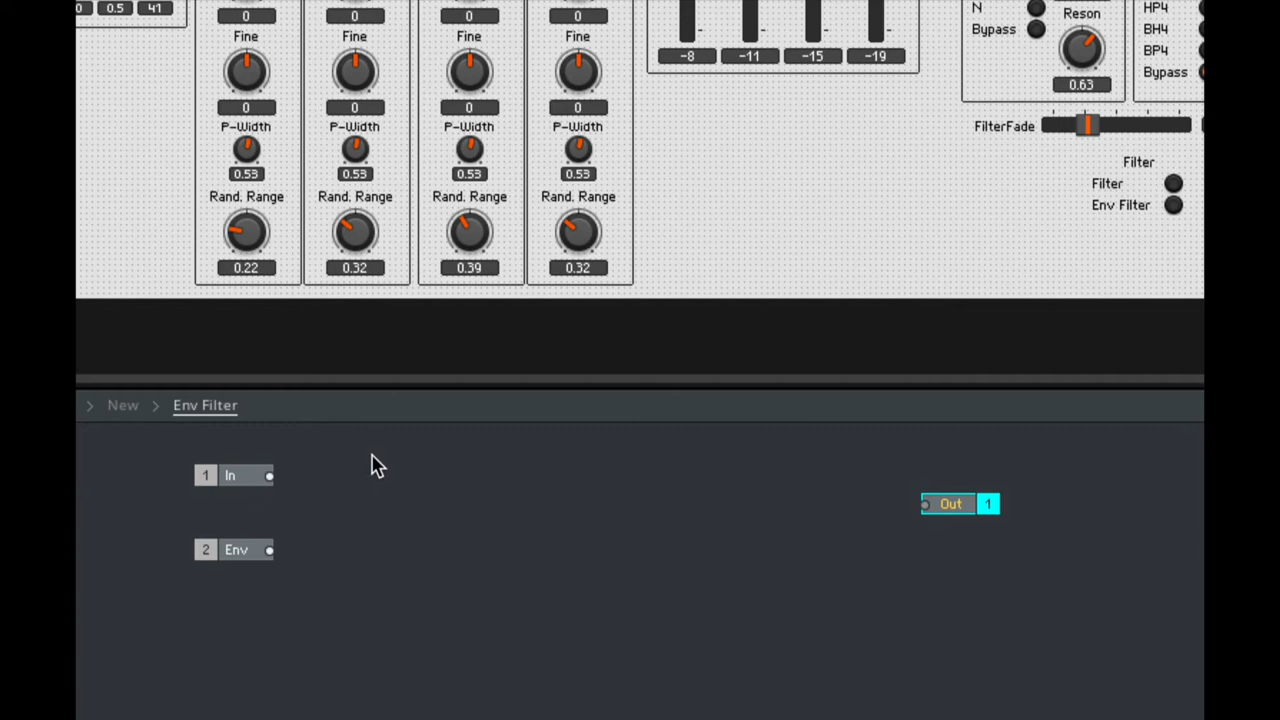 0 0.5 41
0 0 0 0
Fine Fine Fine Fine
0 0 0 0
P-Width P-Width P-Width P-Width
0.53 0.53 0.53 0.53
Rand. Range Rand. Range Rand. Range Rand. Range
0.22 0.32 0.39 0.32
-8 -11 -15 -19
N
Bypass
Reson
0.63
HP4
BH4
BP4
Bypass
FilterFade
Filter
Filter
Env Filter
New Env Filter
1 In
Out 1
2 Env